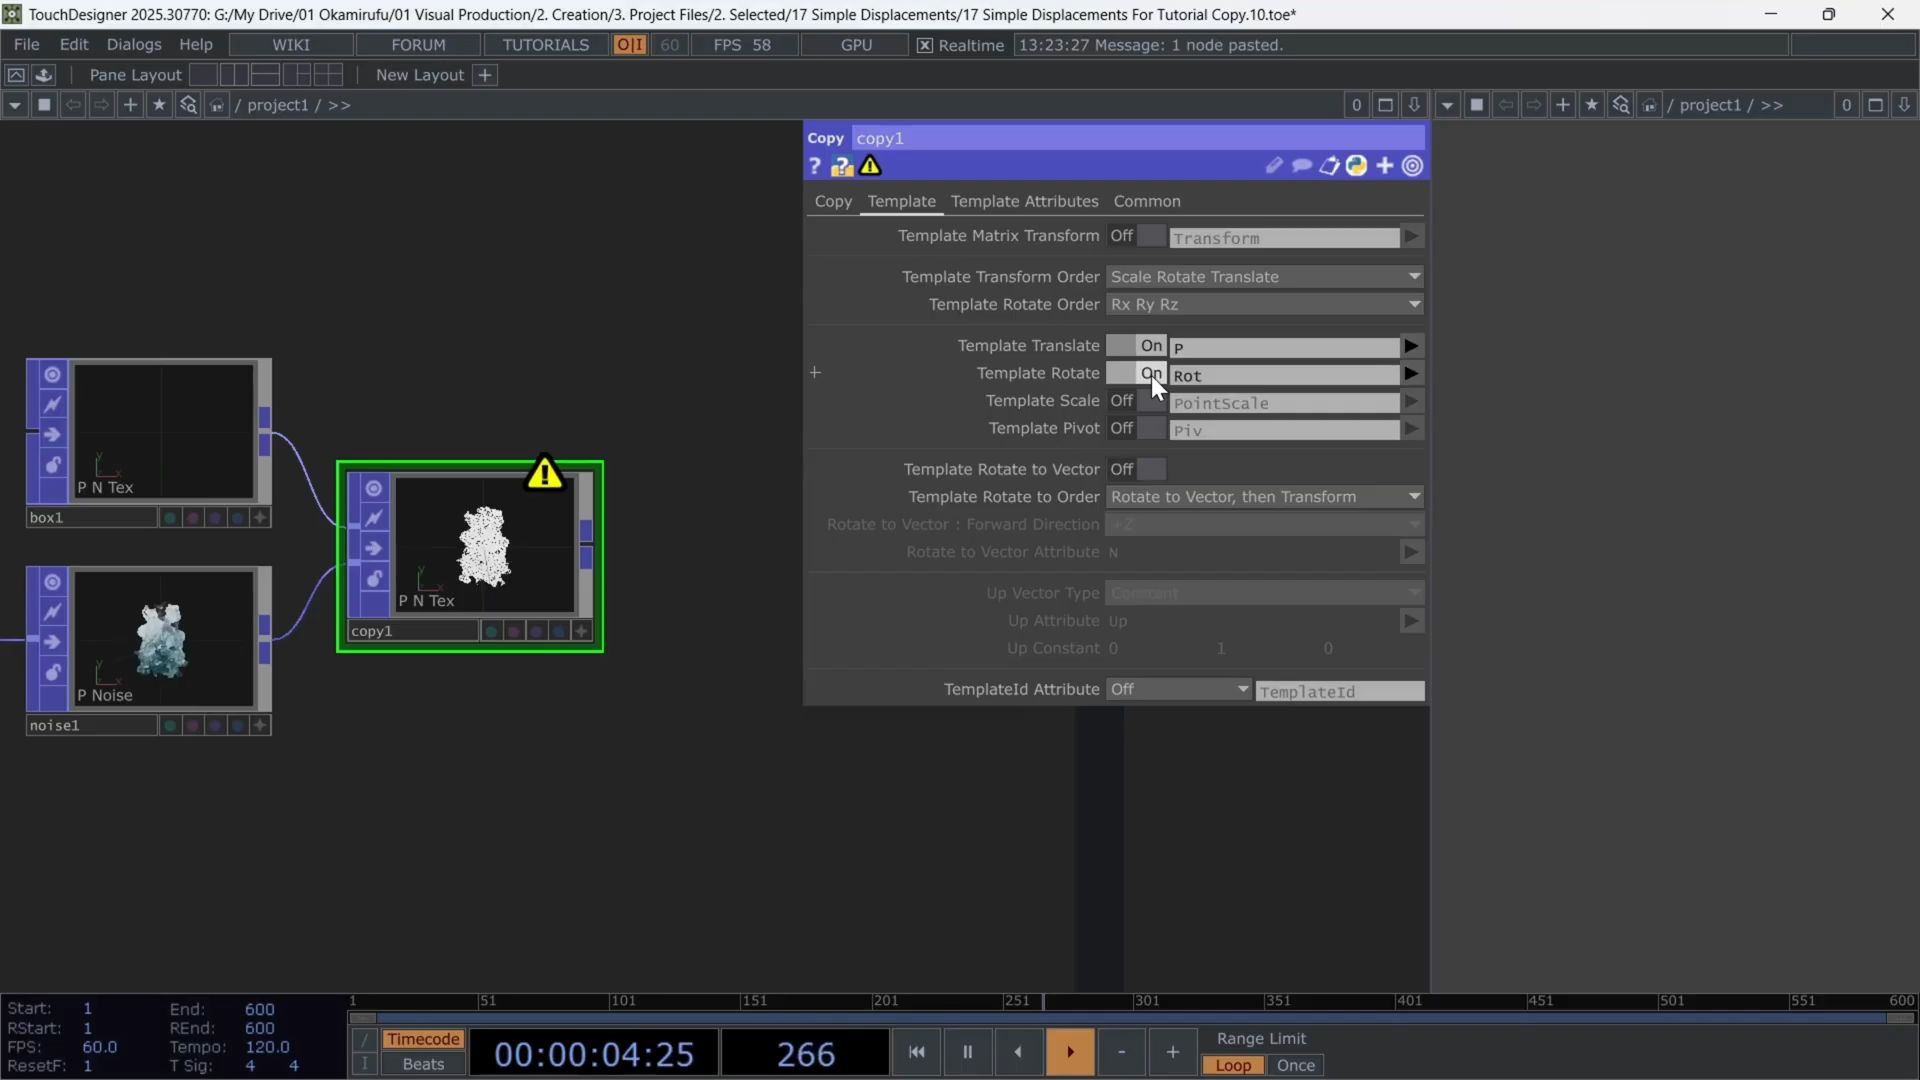 TouchDesigner 2025.30770: G:/My Drive/01 Okamirufu/01 Visual Production/2. Creation/3. Project Files/2. Selected/17 Simple Displacements/17 Simple Displacements For Tutorial Copy.10.toe*
File Edit Dialogs Help WIKI FORUM TUTORIALS O|I 60 FPS 58 GPU X Realtime 13:23:27 Message: 1 node pasted.
Pane Layout New Layout +
/ project1 / >> 0 / project1 / >> 0
Copy copy1
Copy Template Template Attributes Common
Template Matrix Transform Off Transform
Template Transform Order Scale Rotate Translate
Template Rotate Order Rx Ry Rz
Template Translate On P
Template Rotate On Rot
Template Scale Off PointScale
Template Pivot Off Piv
Template Rotate to Vector Off
Template Rotate to Order Rotate to Vector, then Transform
Rotate to Vector : Forward Direction +Z
Rotate to Vector Attribute N
Up Vector Type Constant
Up Attribute Up
Up Constant 0 1 0
TemplateId Attribute Off TemplateId
P N Tex
box1
P N Tex
copy1
P Noise
noise1
1 51 101 151 201 251 301 351 401 451 501 551 600
Start: 1 End: 600
RStart: 1 REnd: 600
FPS: 60.0 Tempo: 120.0
ResetF: 1 T Sig: 4 4
Timecode
Beats
00:00:04:25
266
Range Limit
Loop Once